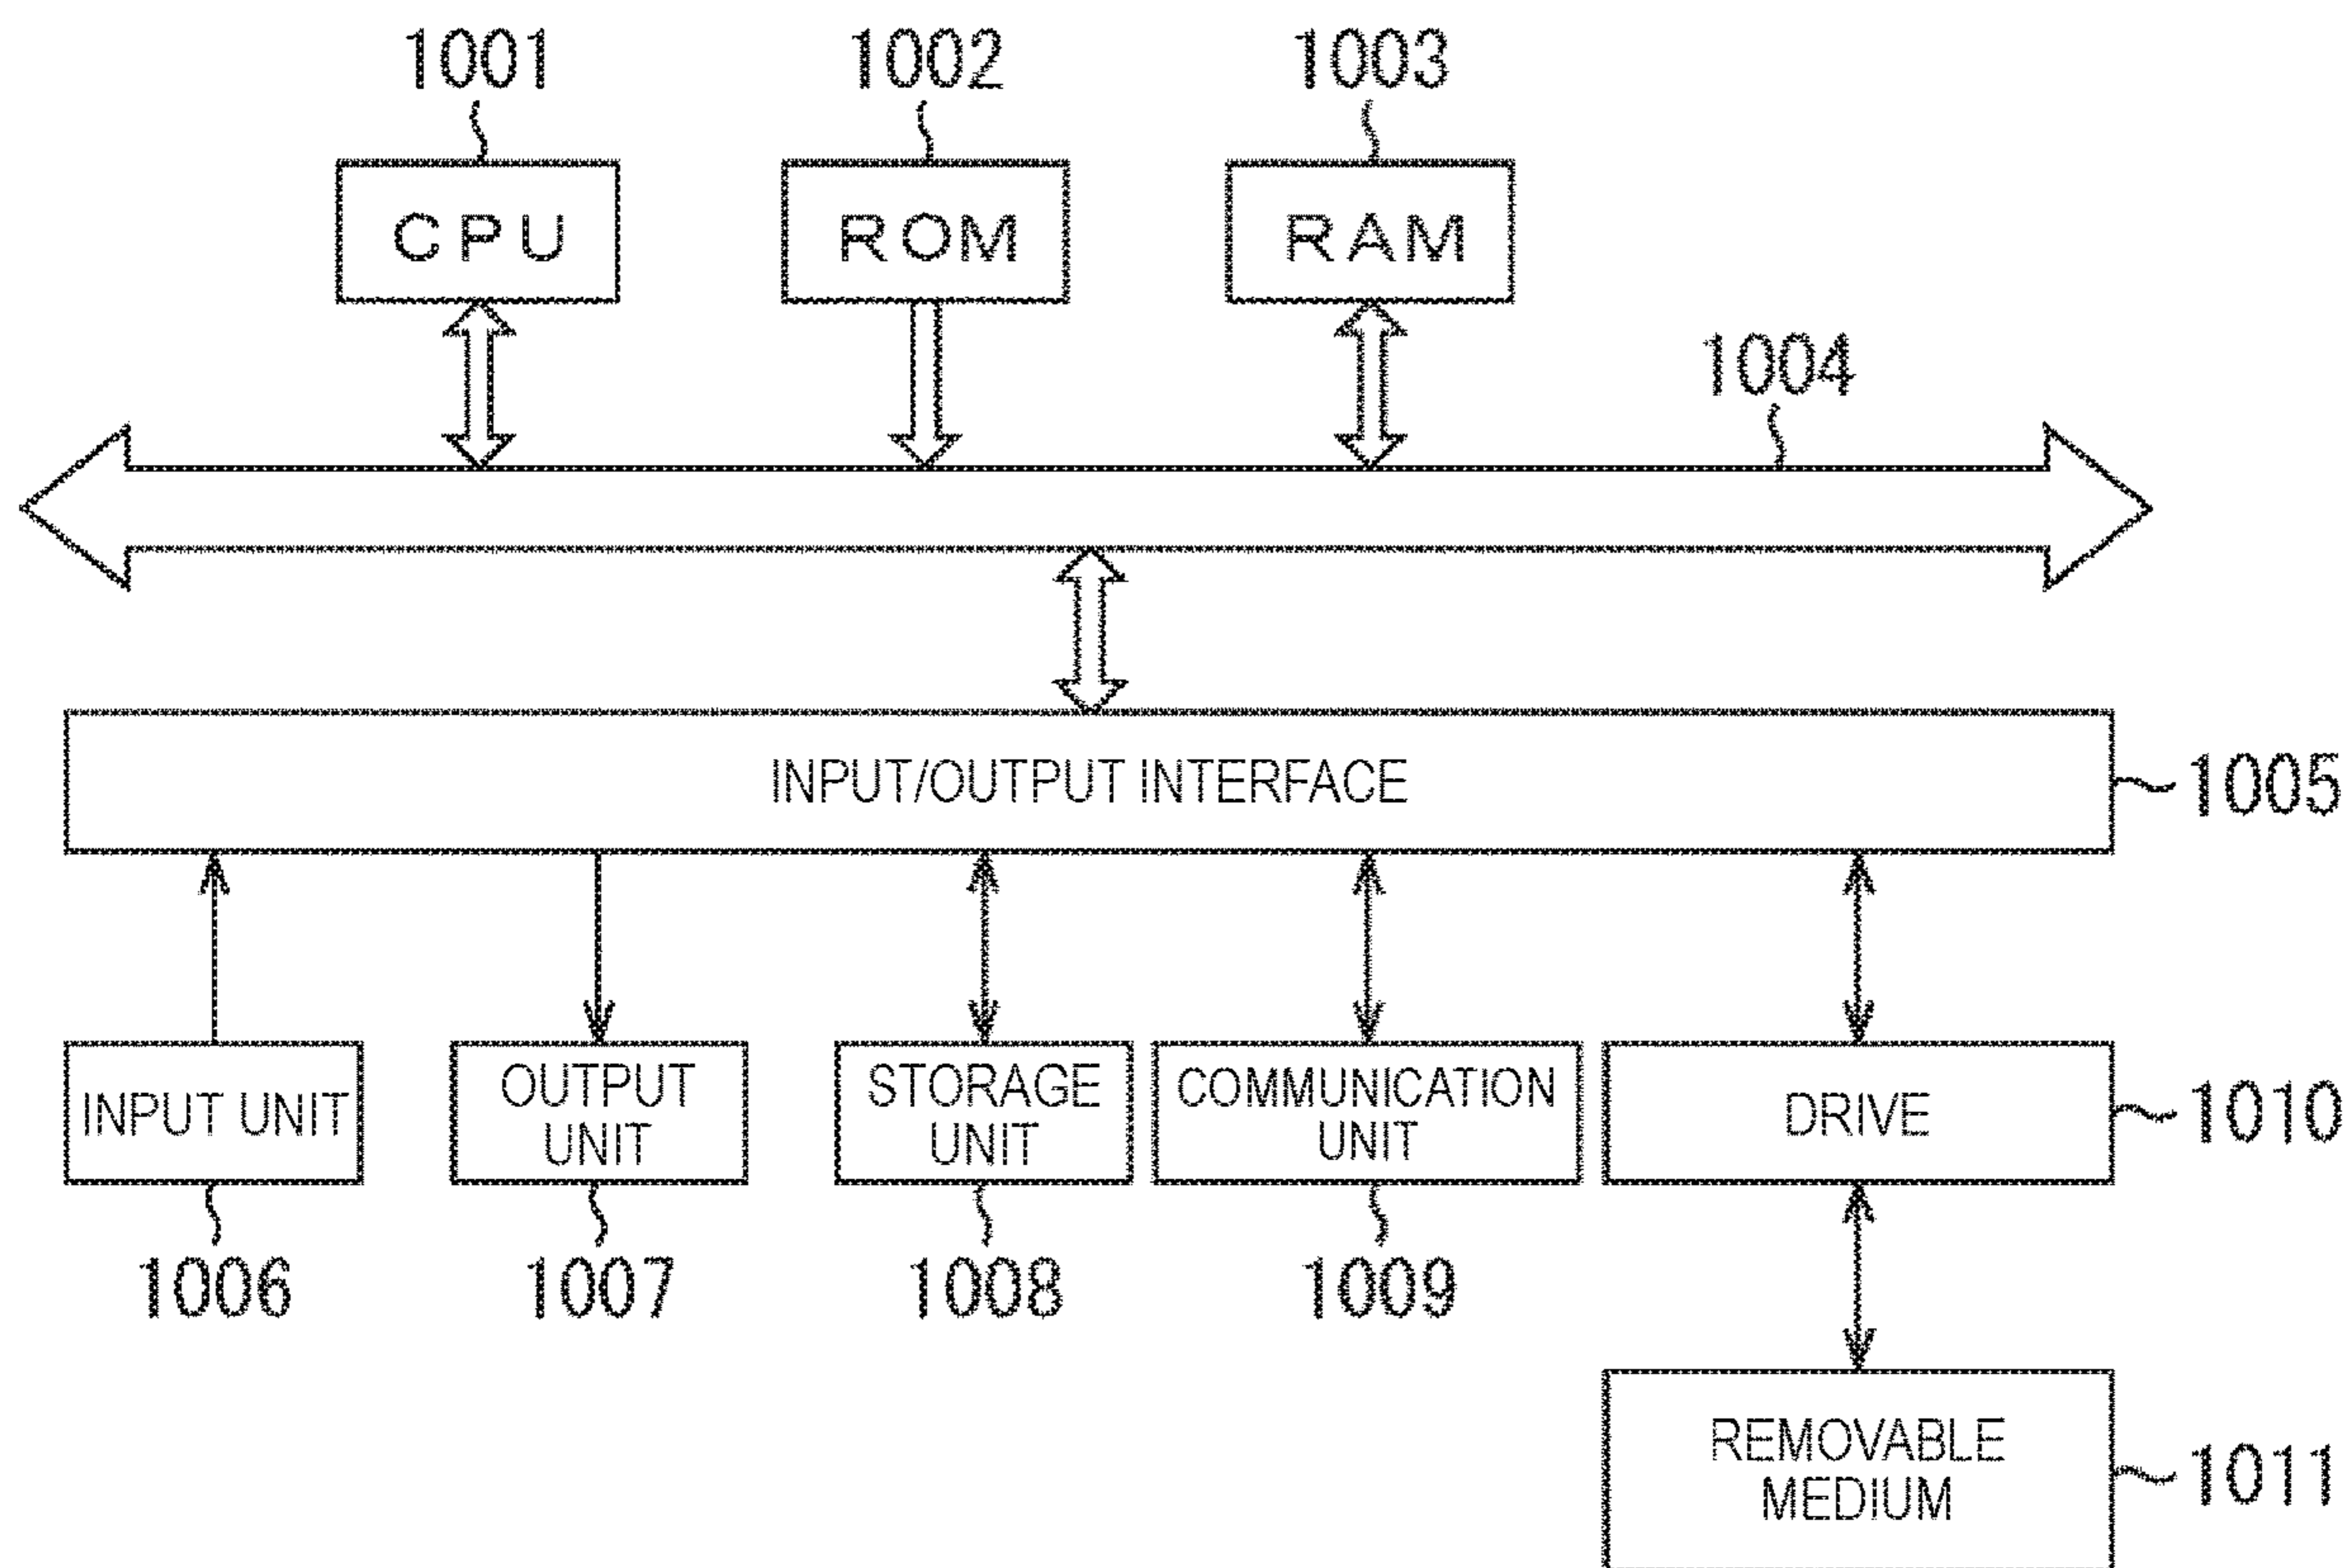 1001
1002
1003
CPU
ROM
RAM
1004
INPUT/OUTPUT INTERFACE
1005
INPUT UNIT
OUTPUT
UNIT
STORAGE
UNIT
COMMUNICATION
UNIT
DRIVE
1010
1006
1007
1008
1009
REMOVABLE
MEDIUM
1011